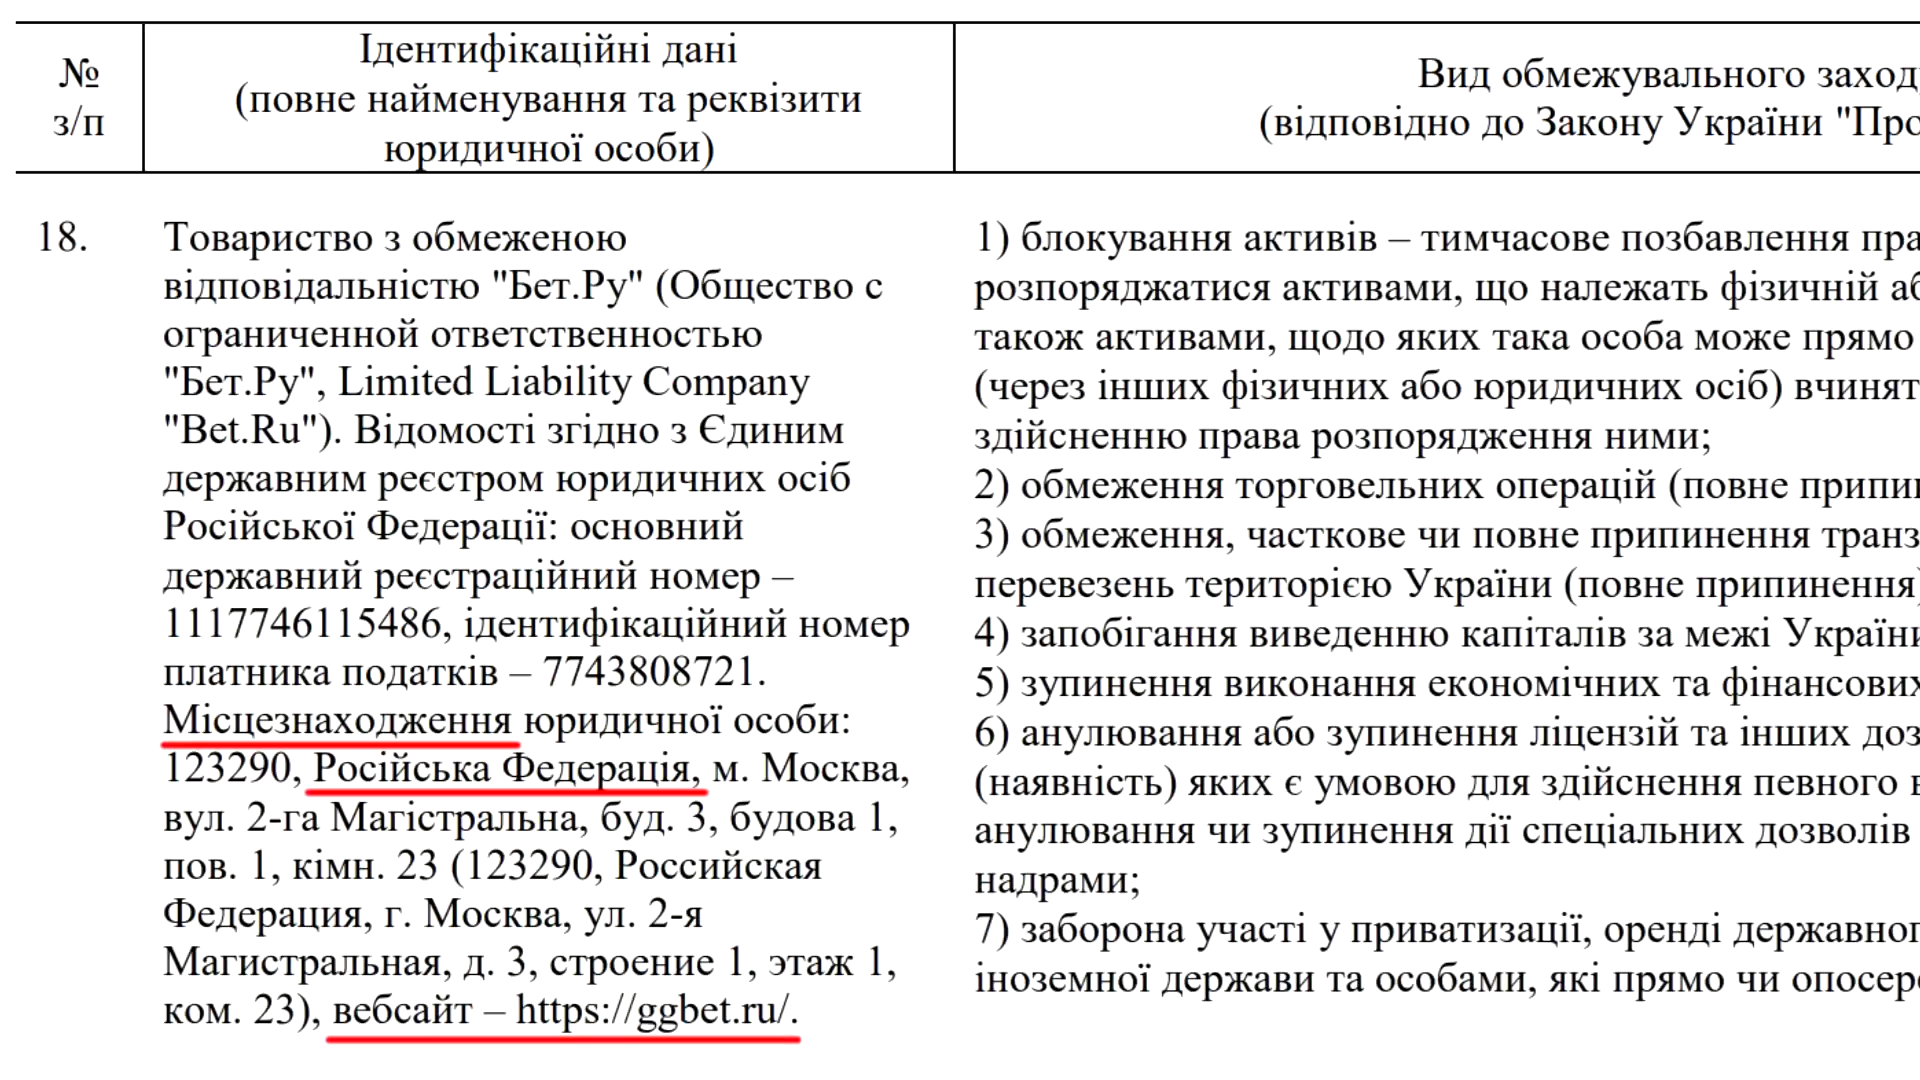 №
з/п
Ідентифікаційні дані
(повне найменування та реквізити
юридичної особи)
Вид обмежувального заход
(відповідно до Закону України "Про
18.
Товариство з обмеженою
відповідальністю "Бет.Ру" (Общество с
ограниченной ответственностью
"Бет.Ру", Limited Liability Company
"Bet.Ru"). Відомості згідно з Єдиним
державним реєстром юридичних осіб
Російської Федерації: основний
державний реєстраційний номер –
1117746115486, ідентифікаційний номер
платника податків – 7743808721.
Місцезнаходження юридичної особи:
123290, Російська Федерація, м. Москва,
вул. 2-га Магістральна, буд. 3, будова 1,
пов. 1, кімн. 23 (123290, Российская
Федерация, г. Москва, ул. 2-я
Магистральная, д. 3, строение 1, этаж 1,
ком. 23), вебсайт – https://ggbet.ru/.
1) блокування активів – тимчасове позбавлення пра
розпоряджатися активами, що належать фізичній аб
також активами, щодо яких така особа може прямо
(через інших фізичних або юридичних осіб) вчинят
здійсненню права розпорядження ними;
2) обмеження торговельних операцій (повне припин
3) обмеження, часткове чи повне припинення транз
перевезень територією України (повне припинення)
4) запобігання виведенню капіталів за межі України
5) зупинення виконання економічних та фінансових
6) анулювання або зупинення ліцензій та інших доз
(наявність) яких є умовою для здійснення певного в
анулювання чи зупинення дії спеціальних дозволів
надрами;
7) заборона участі у приватизації, оренді державног
іноземної держави та особами, які прямо чи опосере